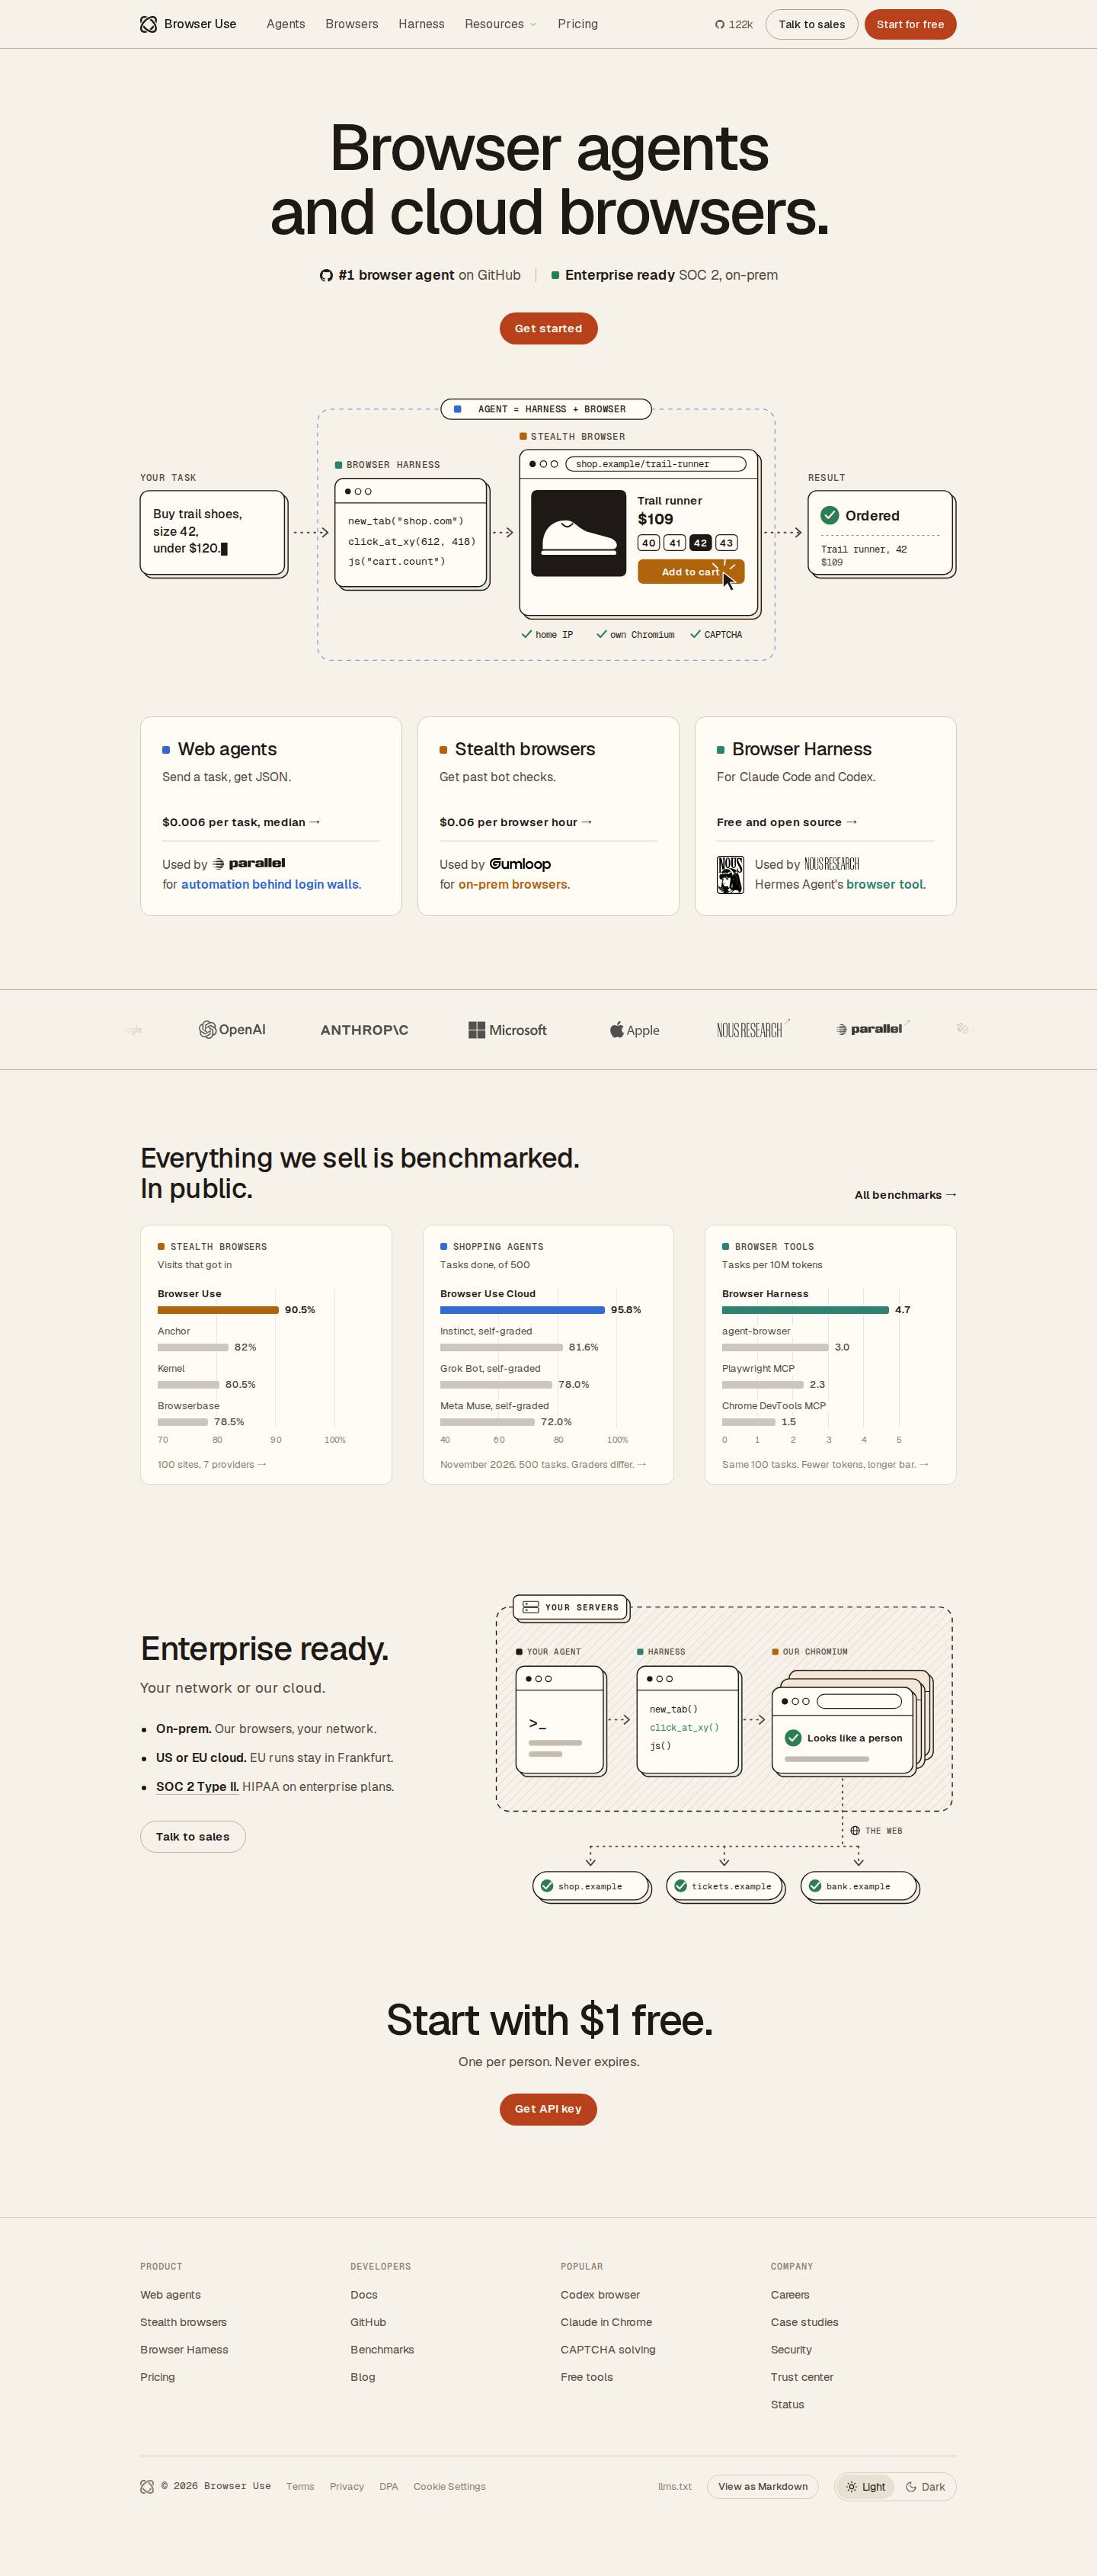 Browser Use
Agents
Browsers
Harness
Resources
Pricing
122k
Talk to sales
Start for free
Browser agents
and cloud browsers.
#1 browser agent on GitHub
Enterprise ready SOC 2, on-prem
Get started
AGENT = HARNESS + BROWSER
YOUR TASK
Buy trail shoes,
size 42,
under $120.
BROWSER HARNESS
new_tab("shop.com")
click_at_xy(612, 418)
js("cart.count")
STEALTH BROWSER
shop.example/trail-runner
Trail runner
$109
40 41 42 43
Add to cart
home IP
own Chromium
CAPTCHA
RESULT
Ordered
Trail runner, 42
$109
Web agents
Send a task, get JSON.
$0.006 per task, median →
Used by parallel
for automation behind login walls.
Stealth browsers
Get past bot checks.
$0.06 per browser hour →
Used by Gumloop
for on-prem browsers.
Browser Harness
For Claude Code and Codex.
Free and open source →
NOUS
Used by NOUS RESEARCH
Hermes Agent's browser tool.
OpenAI
ANTHROP\C
Microsoft
Apple
NOUS RESEARCH
parallel
Everything we sell is benchmarked.
In public.
All benchmarks →
STEALTH BROWSERS
Visits that got in
Browser Use
90.5%
Anchor
82%
Kernel
80.5%
Browserbase
78.5%
70 80 90 100%
100 sites, 7 providers →
SHOPPING AGENTS
Tasks done, of 500
Browser Use Cloud
95.8%
Instinct, self-graded
81.6%
Grok Bot, self-graded
78.0%
Meta Muse, self-graded
72.0%
40 60 80 100%
November 2026. 500 tasks. Graders differ. →
BROWSER TOOLS
Tasks per 10M tokens
Browser Harness
4.7
agent-browser
3.0
Playwright MCP
2.3
Chrome DevTools MCP
1.5
0 1 2 3 4 5
Same 100 tasks. Fewer tokens, longer bar. →
Enterprise ready.
Your network or our cloud.
On-prem. Our browsers, your network.
US or EU cloud. EU runs stay in Frankfurt.
SOC 2 Type II. HIPAA on enterprise plans.
Talk to sales
YOUR SERVERS
YOUR AGENT
>_
HARNESS
new_tab()
click_at_xy()
js()
OUR CHROMIUM
Looks like a person
THE WEB
shop.example
tickets.example
bank.example
Start with $1 free.
One per person. Never expires.
Get API key
PRODUCT
Web agents
Stealth browsers
Browser Harness
Pricing
DEVELOPERS
Docs
GitHub
Benchmarks
Blog
POPULAR
Codex browser
Claude in Chrome
CAPTCHA solving
Free tools
COMPANY
Careers
Case studies
Security
Trust center
Status
© 2026 Browser Use
Terms
Privacy
DPA
Cookie Settings
llms.txt
View as Markdown
Light
Dark